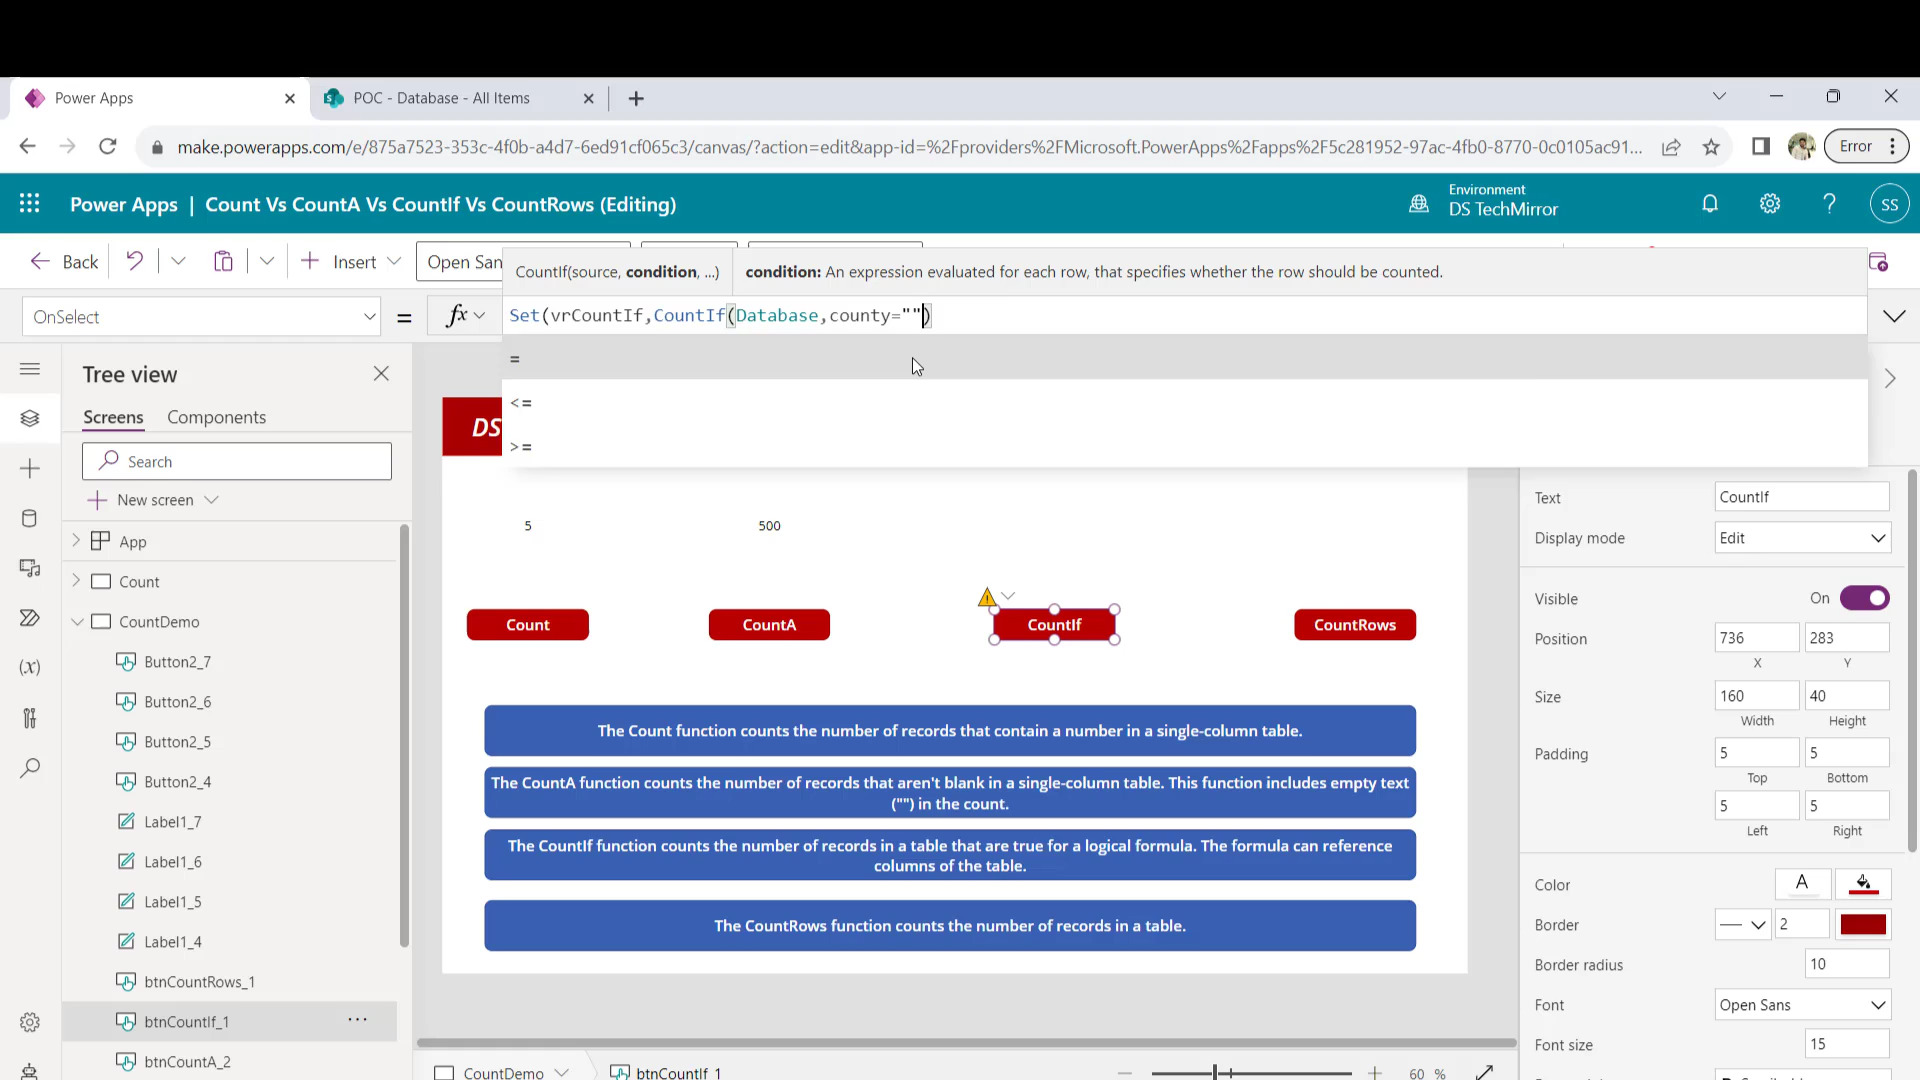 Power Apps
POC - Database - All Items
make.powerapps.com/e/875a7523-353c-4f0b-a4d7-6ed91cf065c3/canvas/?action=edit&app-id=%2Fproviders%2FMicrosoft.PowerApps%2Fapps%2F5c281952-97ac-4fb0-8770-0c0105ac91...
Error
Power Apps | Count Vs CountA Vs CountIf Vs CountRows (Editing)
Environment
DS TechMirror
SS
Back
Insert
Open San
CountIf(source, condition, ...)
condition: An expression evaluated for each row, that specifies whether the row should be counted.
OnSelect
=
fx
Set(vrCountIf,CountIf(Database,county="")
=
<=
>=
Tree view
Screens
Components
Search
New screen
App
Count
CountDemo
Button2_7
Button2_6
Button2_5
Button2_4
Label1_7
Label1_6
Label1_5
Label1_4
btnCountRows_1
btnCountIf_1
...
btnCountA_2
DS
5
500
Count
CountA
CountIf
CountRows
The Count function counts the number of records that contain a number in a single-column table.
The CountA function counts the number of records that aren't blank in a single-column table. This function includes empty text
("") in the count.
The CountIf function counts the number of records in a table that are true for a logical formula. The formula can reference
columns of the table.
The CountRows function counts the number of records in a table.
CountDemo
btnCountIf_1
60 %
Text
CountIf
Display mode
Edit
Visible
On
Position
736
283
X
Y
Size
160
40
Width
Height
Padding
5
5
Top
Bottom
5
5
Left
Right
Color
A
Border
2
Border radius
10
Font
Open Sans
Font size
15